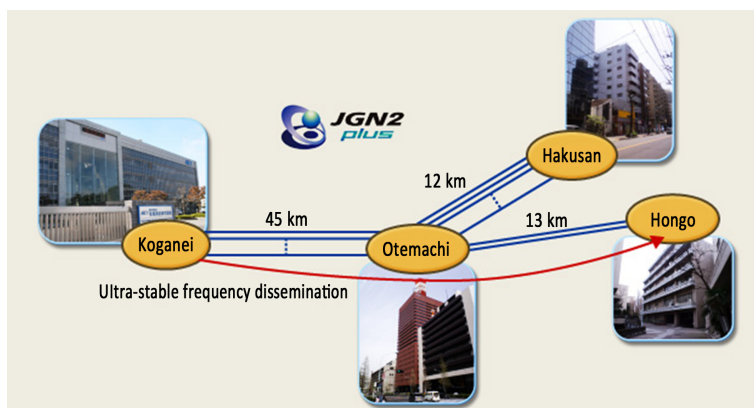 JGN2
plus
Hakusan
12 km
45 km
13 km
Hongo
Koganei
Otemachi
Ultra-stable frequency dissemination